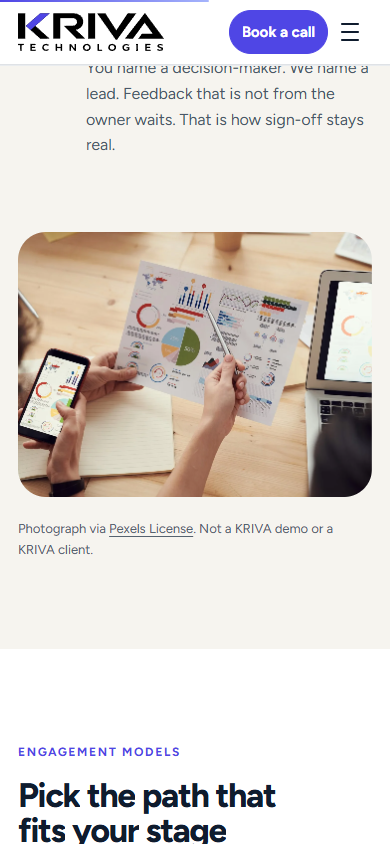 KRIVA
TECHNOLOGIES
Book a call
You name a decision-maker. We name a
lead. Feedback that is not from the
owner waits. That is how sign-off stays
real.
Photograph via Pexels License. Not a KRIVA demo or a
KRIVA client.
ENGAGEMENT MODELS
Pick the path that
fits your stage